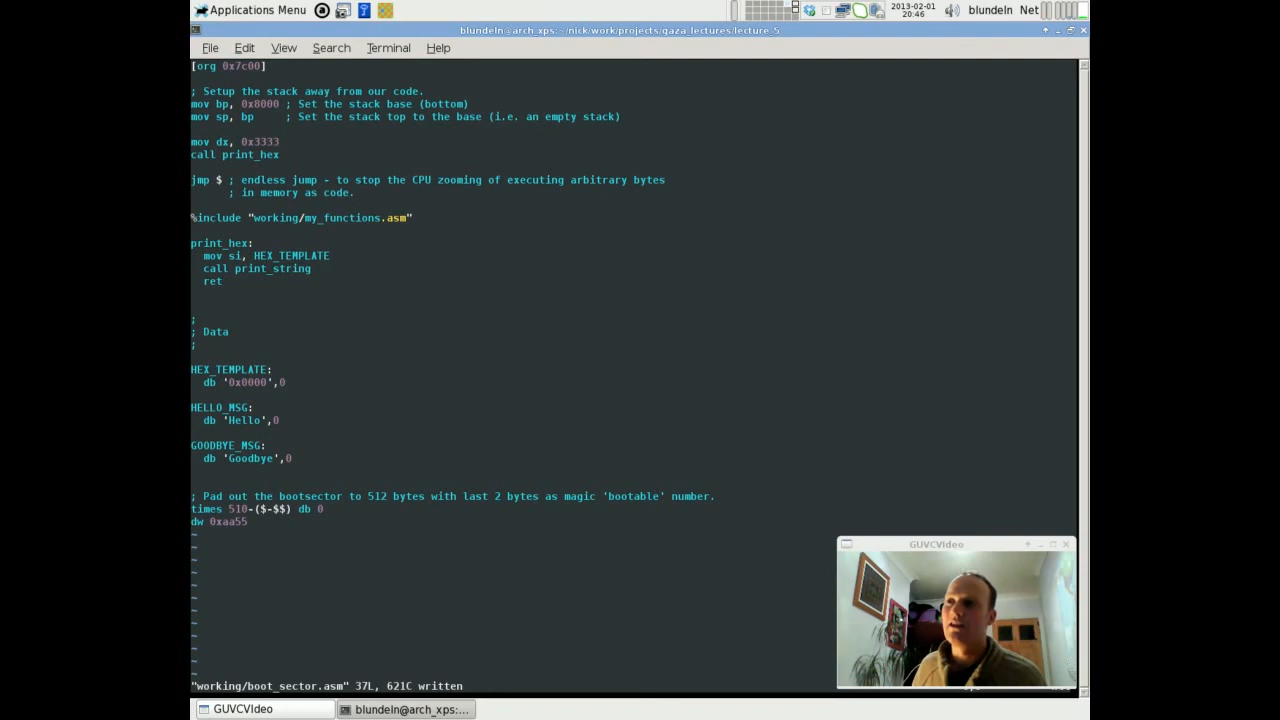 Applications Menu
2013-02-01
20:46
blundeln
Net
blundeln@arch_xps:~/nick/work/projects/gaza_lectures/lecture_5
File Edit View Search Terminal Help
[org 0x7c00]
; Setup the stack away from our code.
mov bp, 0x8000 ; Set the stack base (bottom)
mov sp, bp     ; Set the stack top to the base (i.e. an empty stack)
mov dx, 0x3333
call print_hex
jmp $ ; endless jump - to stop the CPU zooming of executing arbitrary bytes
      ; in memory as code.
%include "working/my_functions.asm"
print_hex:
  mov si, HEX_TEMPLATE
  call print_string
  ret
;
; Data
;
HEX_TEMPLATE:
  db '0x0000',0
HELLO_MSG:
  db 'Hello',0
GOODBYE_MSG:
  db 'Goodbye',0
; Pad out the bootsector to 512 bytes with last 2 bytes as magic 'bootable' number.
times 510-($-$$) db 0
dw 0xaa55
~
~
~
~
~
~
~
~
~
~
~
~
"working/boot_sector.asm" 37L, 621C written
GUVCVideo
GUVCVIdeo
blundeln@arch_xps:...